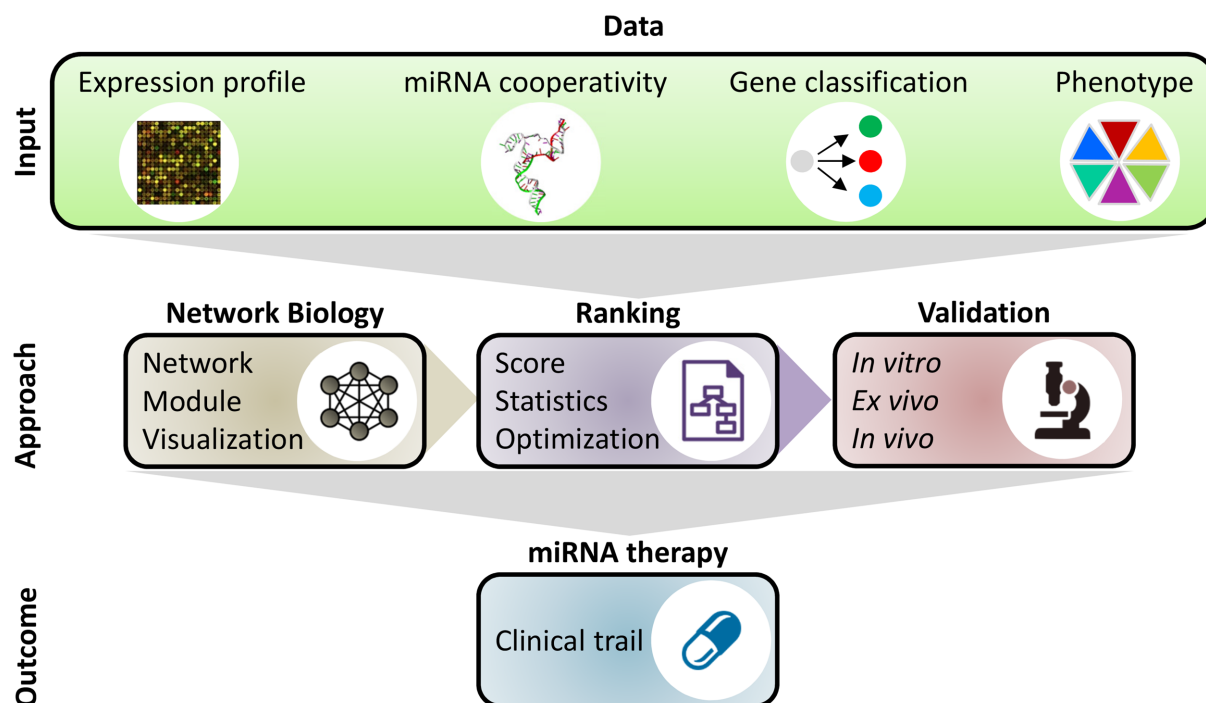 Data
Input
Expression profile
miRNA cooperativity
Gene classification
Phenotype
Approach
Network Biology
Network
Module
Visualization
Ranking
Score
Statistics
Optimization
Validation
In vitro
Ex vivo
In vivo
Outcome
miRNA therapy
Clinical trail